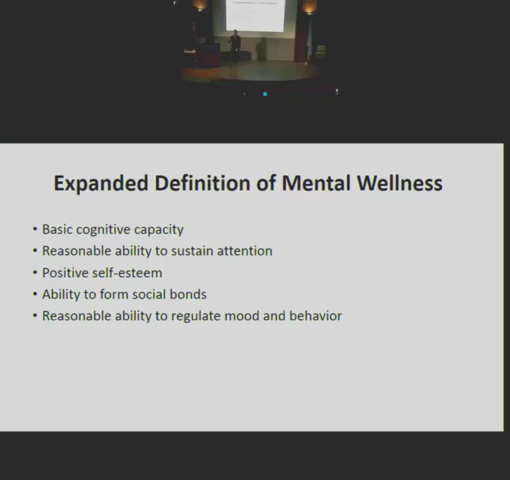 Expanded Definition of Mental Wellness
• Basic cognitive capacity
• Reasonable ability to sustain attention
• Positive self-esteem
• Ability to form social bonds
• Reasonable ability to regulate mood and behavior